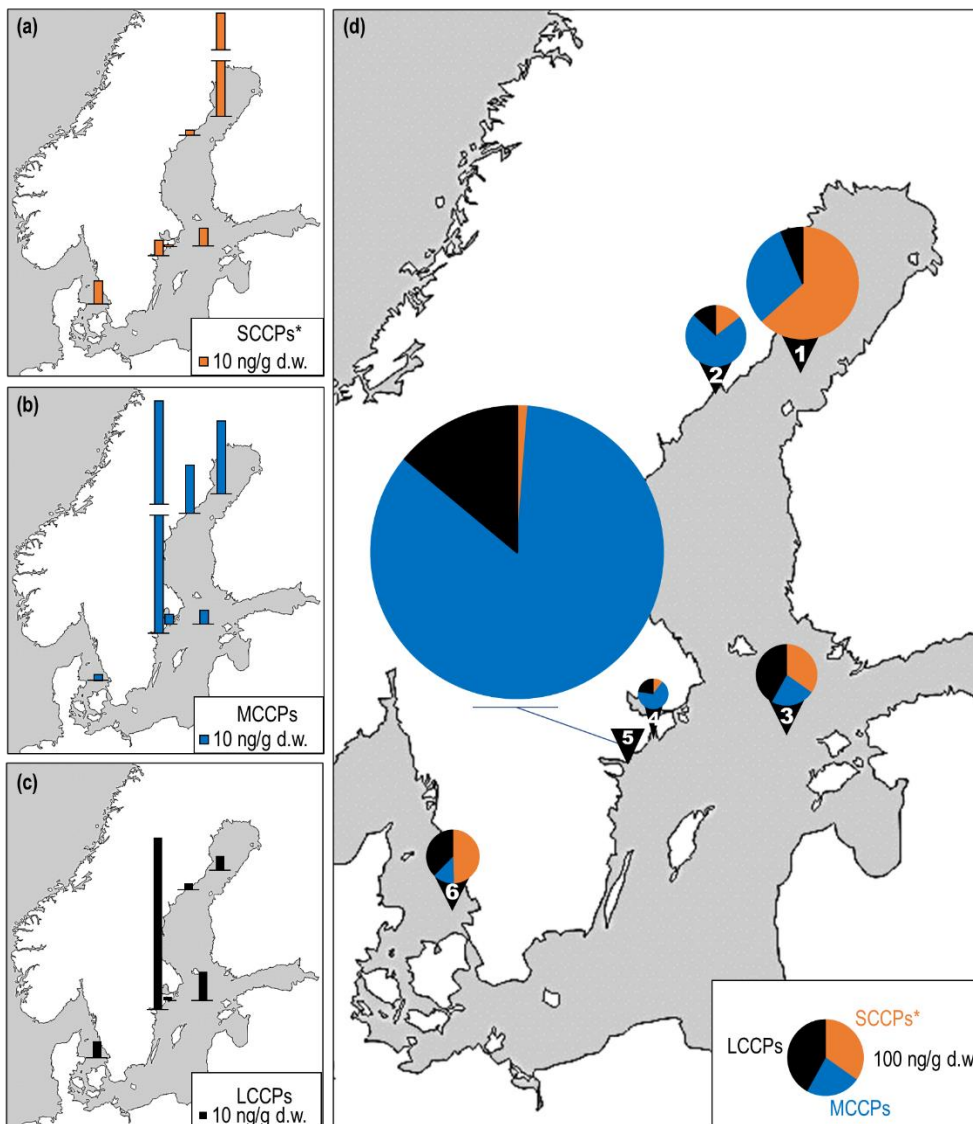 (a)
SCCPs*
10 ng/g d.w.
(b)
MCCPs
10 ng/g d.w.
(c)
LCCPs
10 ng/g d.w.
(d)
1
2
3
4
5
6
SCCPs*
LCCPs
100 ng/g d.w
MCCPs